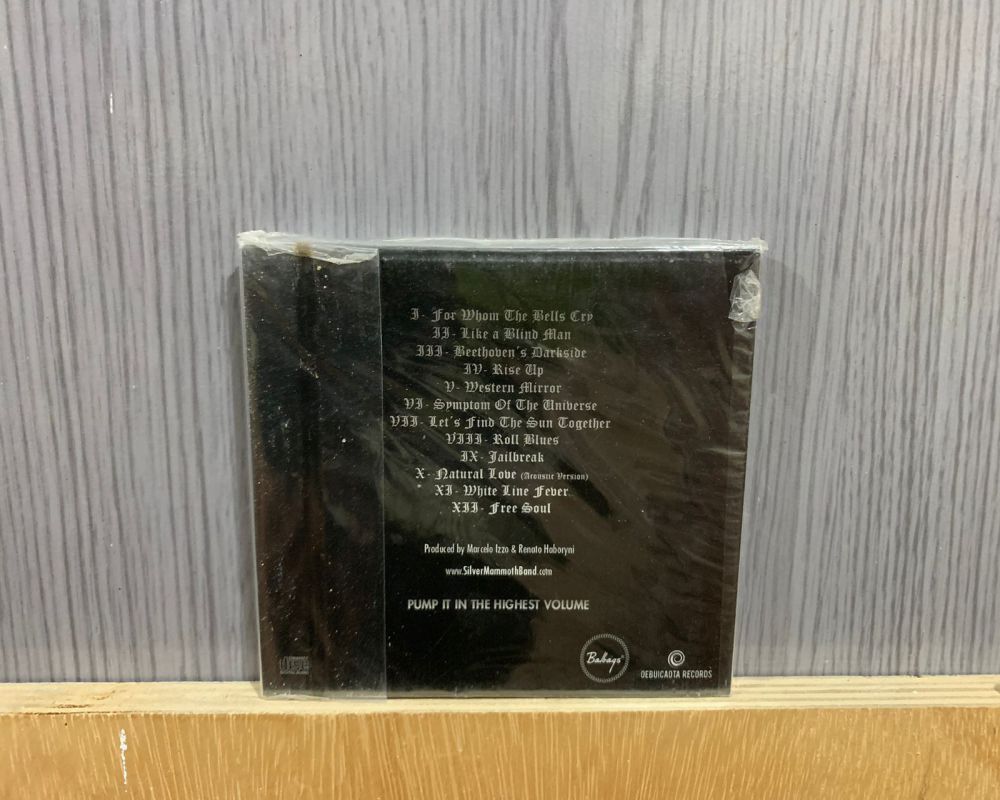 I - For Whom The Bells Cry
II - Like a Blind Man
III - Beethoven's Darkside
IV - Rise Up
V - Western Mirror
VI - Symptom Of The Universe
VII - Let's Find The Sun Together
VIII - Roll Blues
IX - Jailbreak
X - Natural Love (Acoustic Version)
XI - White Line Fever
XII - Free Soul
Produced by Marcelo Izzo & Renato Haboryni
www.SilverMammothBand.com
PUMP IT IN THE HIGHEST VOLUME
Balbags
DEBUICADTA RECORDS
DIGITAL AUDIO